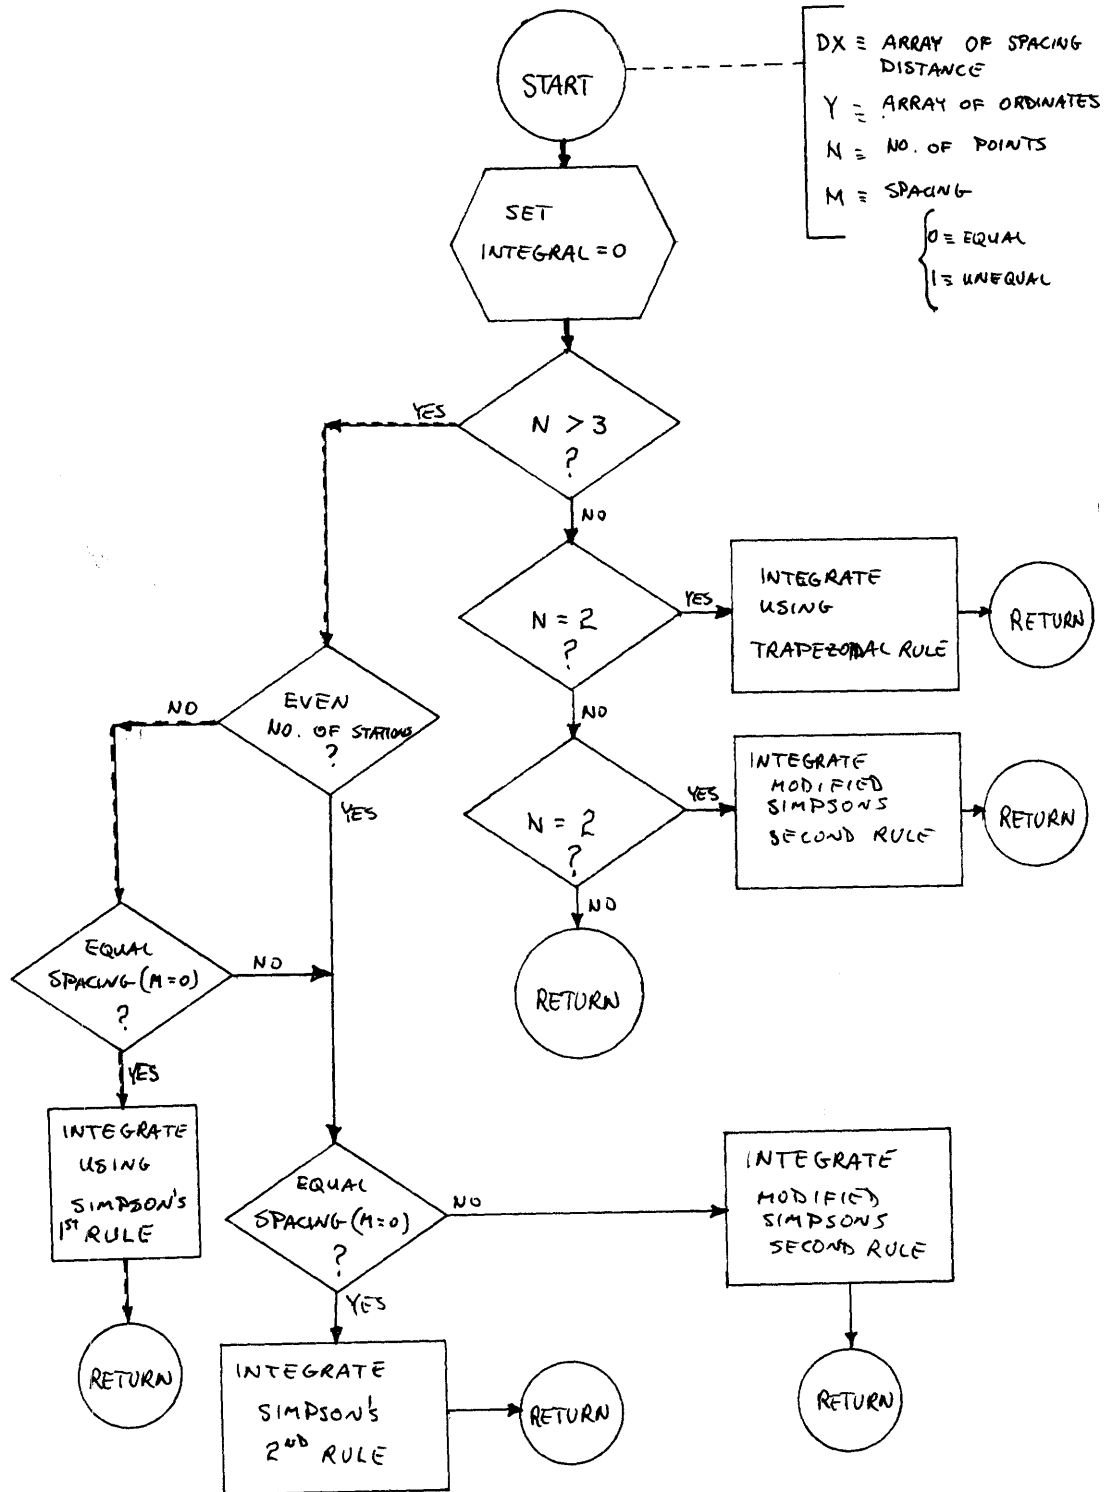 START
DX ≡ ARRAY OF SPACING
DISTANCE
Y ≡ ARRAY OF ORDINATES
N ≡ NO. OF POINTS
M ≡ SPACING
0 ≡ EQUAL
1 ≡ UNEQUAL
SET
INTEGRAL = 0
N > 3
?
YES
NO
N = 2
?
YES
INTEGRATE
USING
TRAPEZOIDAL RULE
RETURN
NO
N = 2
?
YES
INTEGRATE
MODIFIED
SIMPSONS
SECOND RULE
RETURN
NO
RETURN
EVEN
NO. OF STATIONS
?
NO
YES
EQUAL
SPACING (M=0)
?
NO
YES
INTEGRATE
USING
SIMPSON'S
1ST RULE
RETURN
EQUAL
SPACING (M=0)
?
NO
INTEGRATE
MODIFIED
SIMPSONS
SECOND RULE
RETURN
YES
INTEGRATE
SIMPSON'S
2ND RULE
RETURN